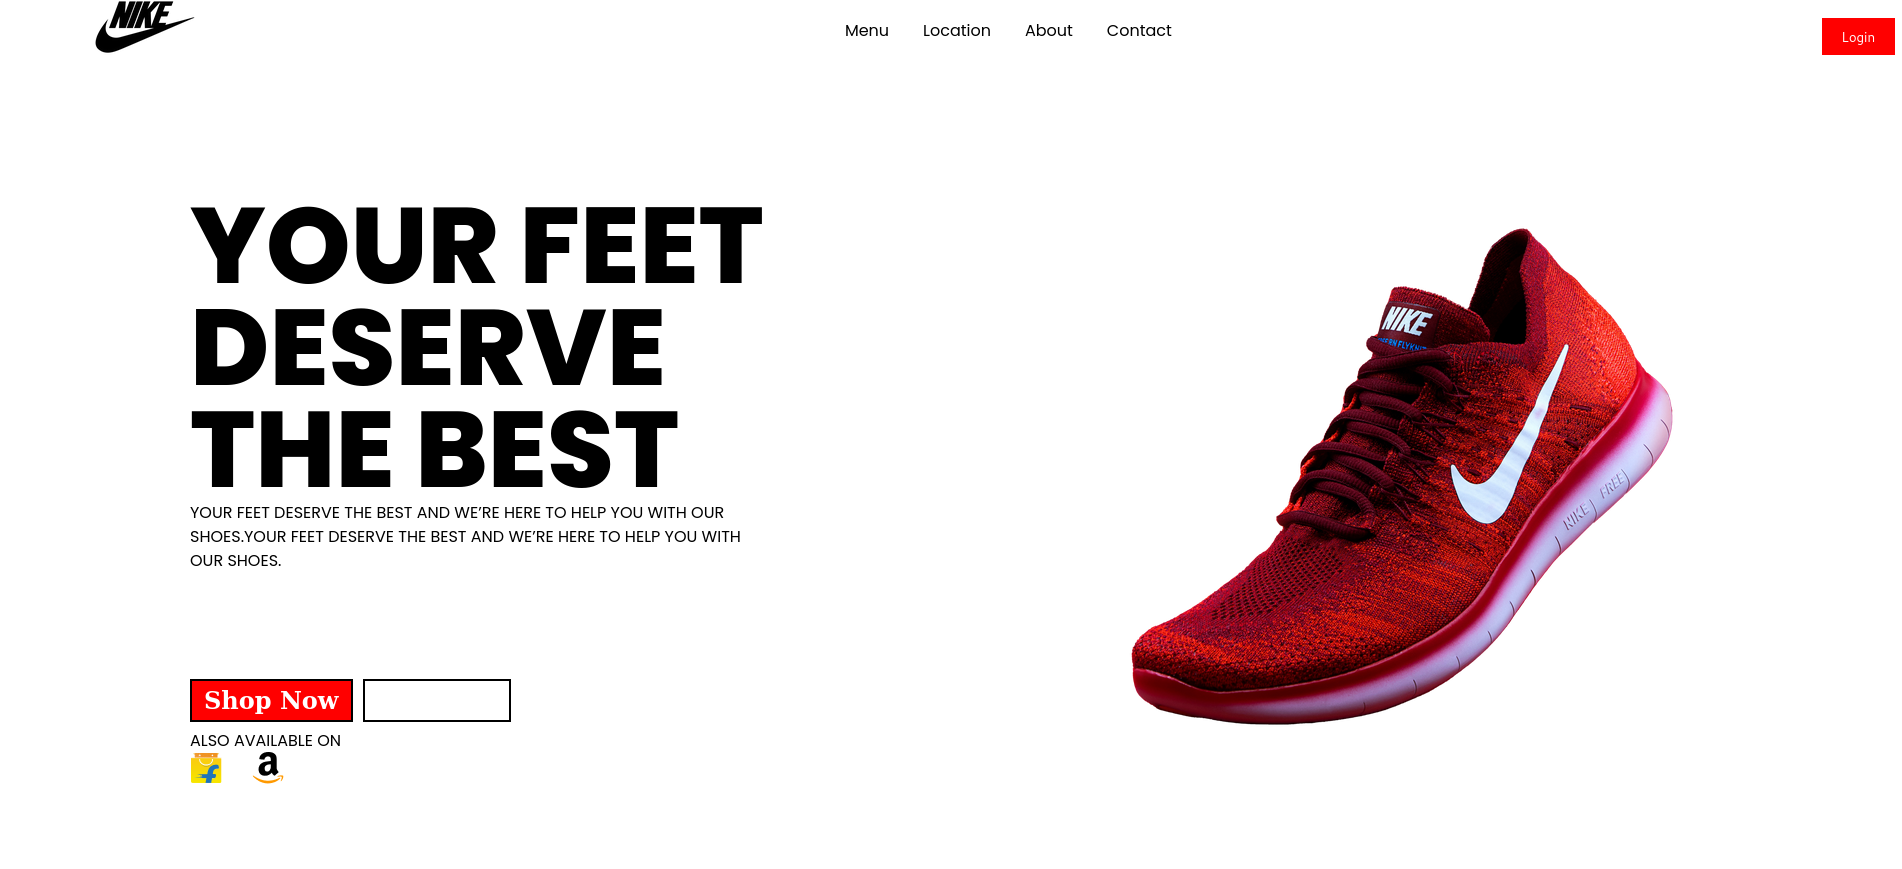 NIKE
Menu Location About Contact
Login
YOUR FEET
DESERVE
THE BEST
YOUR FEET DESERVE THE BEST AND WE’RE HERE TO HELP YOU WITH OUR
SHOES.YOUR FEET DESERVE THE BEST AND WE’RE HERE TO HELP YOU WITH
OUR SHOES.
NIKE
NIKE FREE
Shop Now
ALSO AVAILABLE ON
f
a